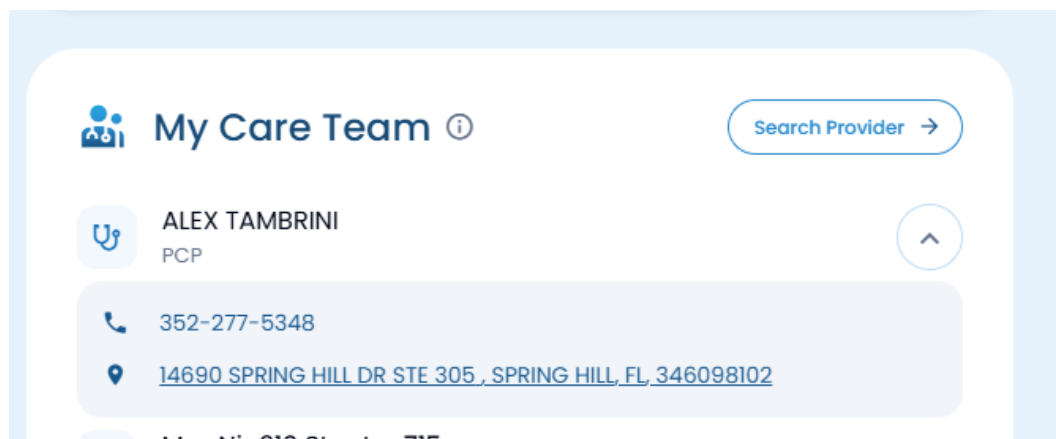 My Care Team
Search Provider
ALEX TAMBRINI
PCP
352-277-5348
14690 SPRING HILL DR STE 305 , SPRING HILL, FL, 346098102